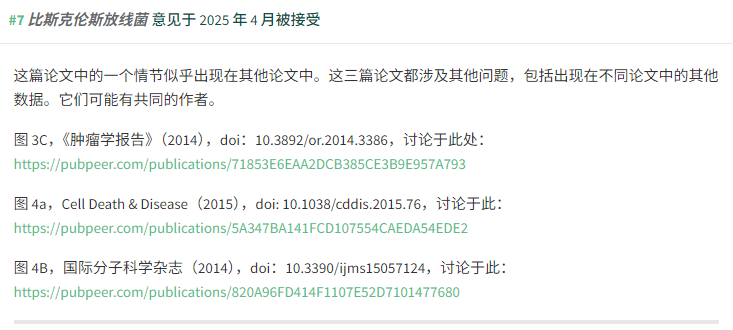 #7 比斯克伦斯放线菌 意见于 2025 年 4 月被接受
这篇论文中的一个情节似乎出现在其他论文中。这三篇论文都涉及其他问题，包括出现在不同论文中的其他
数据。它们可能有共同的作者。
图 3C，《肿瘤学报告》（2014），doi：10.3892/or.2014.3386，讨论于此处：
https://pubpeer.com/publications/71853E6EAA2DCB385CE3B9E957A793
图 4a，Cell Death & Disease（2015），doi: 10.1038/cddis.2015.76，讨论于此：
https://pubpeer.com/publications/5A347BA141FCD107554CAEDA54EDE2
图 4B，国际分子科学杂志（2014），doi：10.3390/ijms15057124，讨论于此：
https://pubpeer.com/publications/820A96FD414F1107E52D7101477680